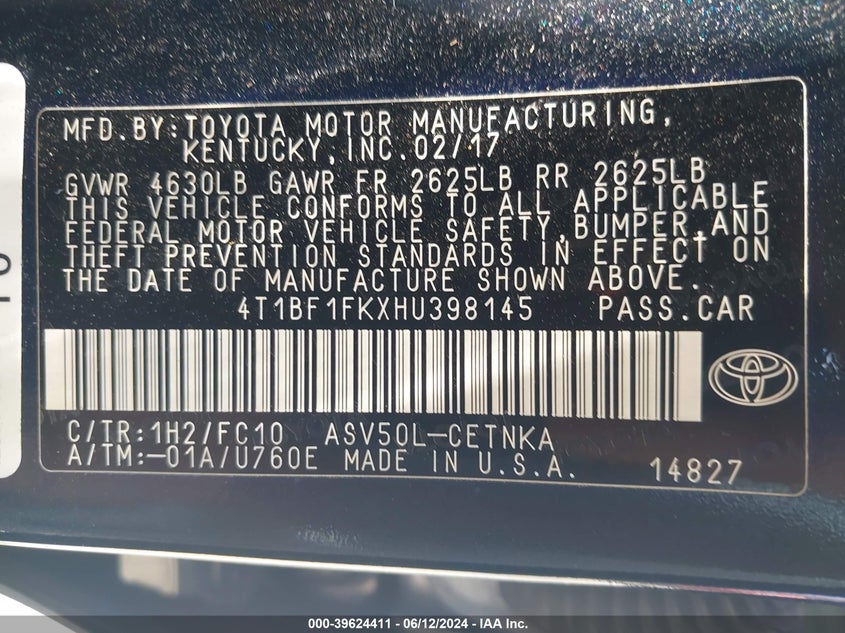 MFD.BY:TOYOTA MOTOR MANUFACTURING,
KENTUCKY,INC.02/17
GVWR 4630LB GAWR FR 2625LB RR 2625LB
THIS VEHICLE CONFORMS TO ALL APPLICABLE
FEDERAL MOTOR VEHICLE SAFETY,BUMPER,AND
THEFT PREVENTION STANDARDS IN EFFECT ON
THE DATE OF MANUFACTURE SHOWN ABOVE.
4T1BF1FKXHU398145 PASS.CAR
C/TR:1H2/FC10 ASV50L-CETNKA
A/TM:-01A/U760E MADE IN U.S.A. 14827
000-39624411 - 06/12/2024 - IAA, Inc.